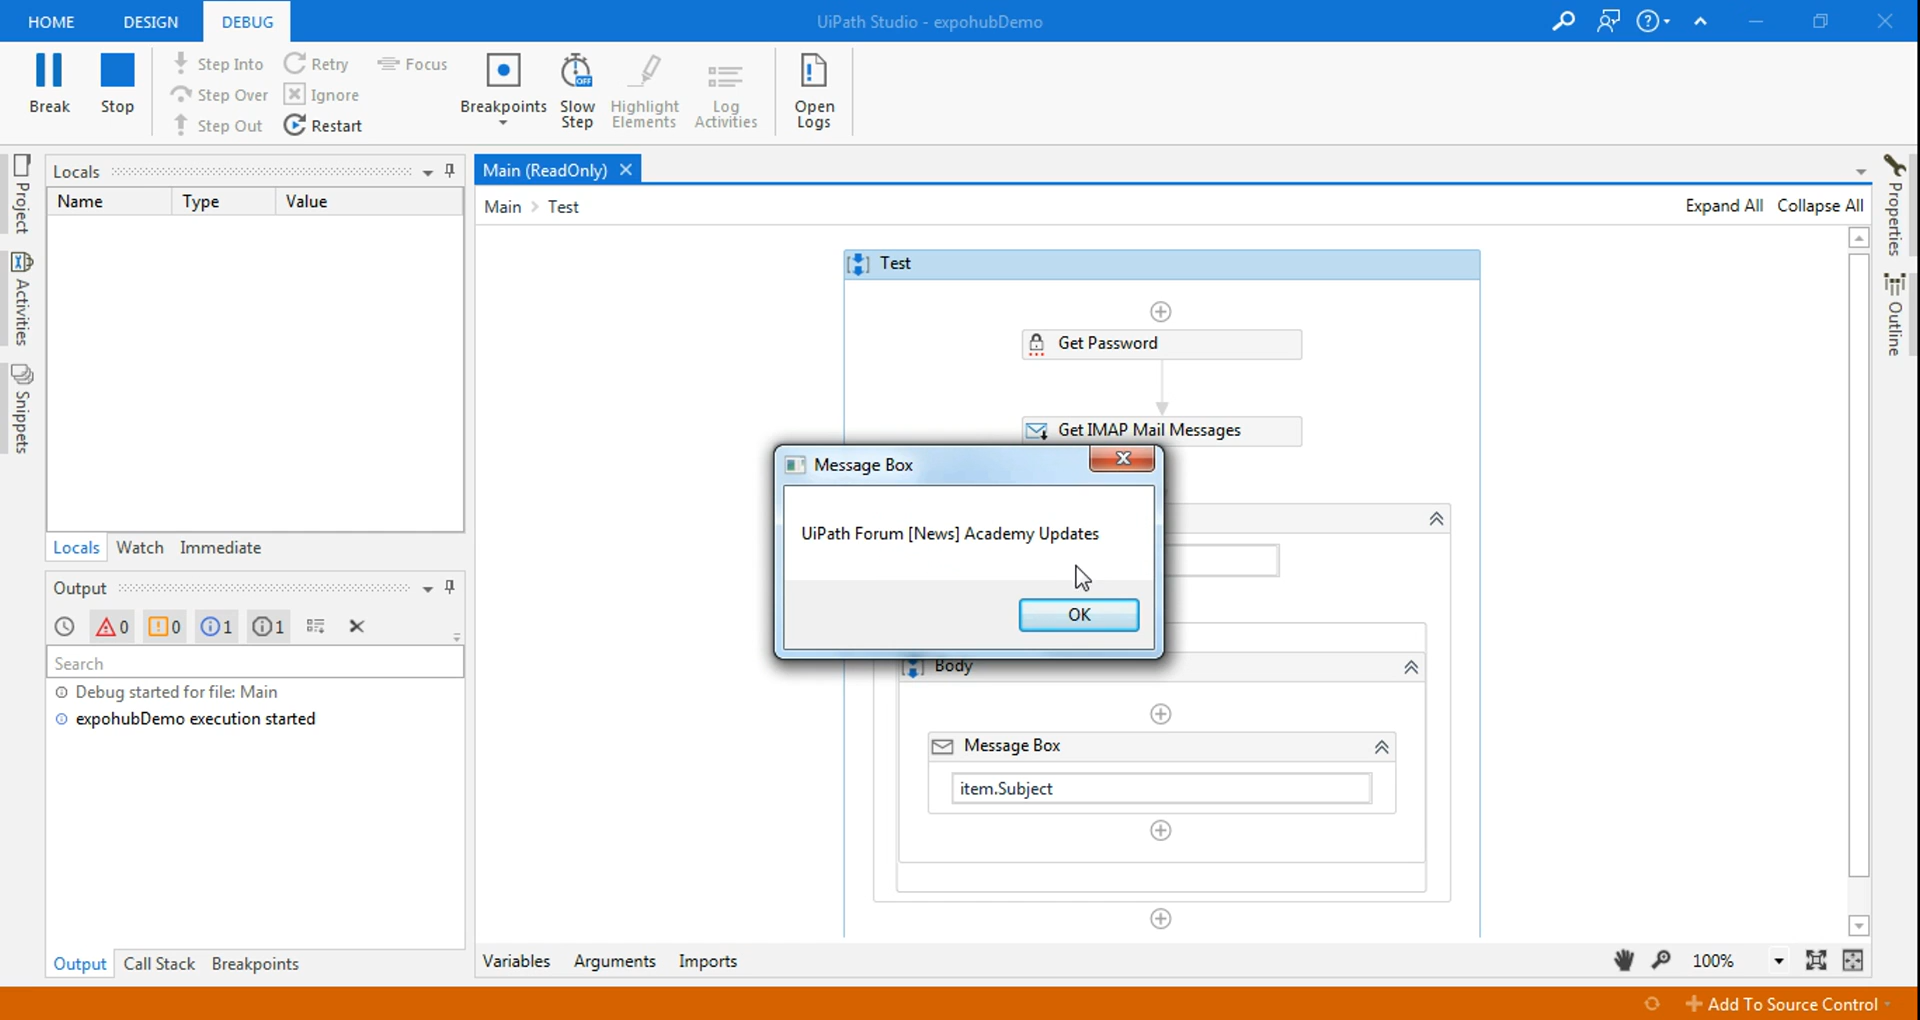 HOME DESIGN DEBUG UiPath Studio - expohubDemo
Break
Stop
Step Into
Step Over
Step Out
Retry
Ignore
Restart
Focus
Breakpoints
Slow
Step
OFF
Highlight
Elements
Log
Activities
Open
Logs
Project
Activities
Snippets
Locals
Name Type Value
Locals Watch Immediate
Output
0 0 1 1
Search
Debug started for file: Main
expohubDemo execution started
Output Call Stack Breakpoints
Main (ReadOnly)
Main > Test
Expand All Collapse All
Test
Get Password
Get IMAP Mail Messages
Message Box
UiPath Forum [News] Academy Updates
OK
Body
Message Box
item.Subject
Variables Arguments Imports
100%
Properties
Outline
Add To Source Control